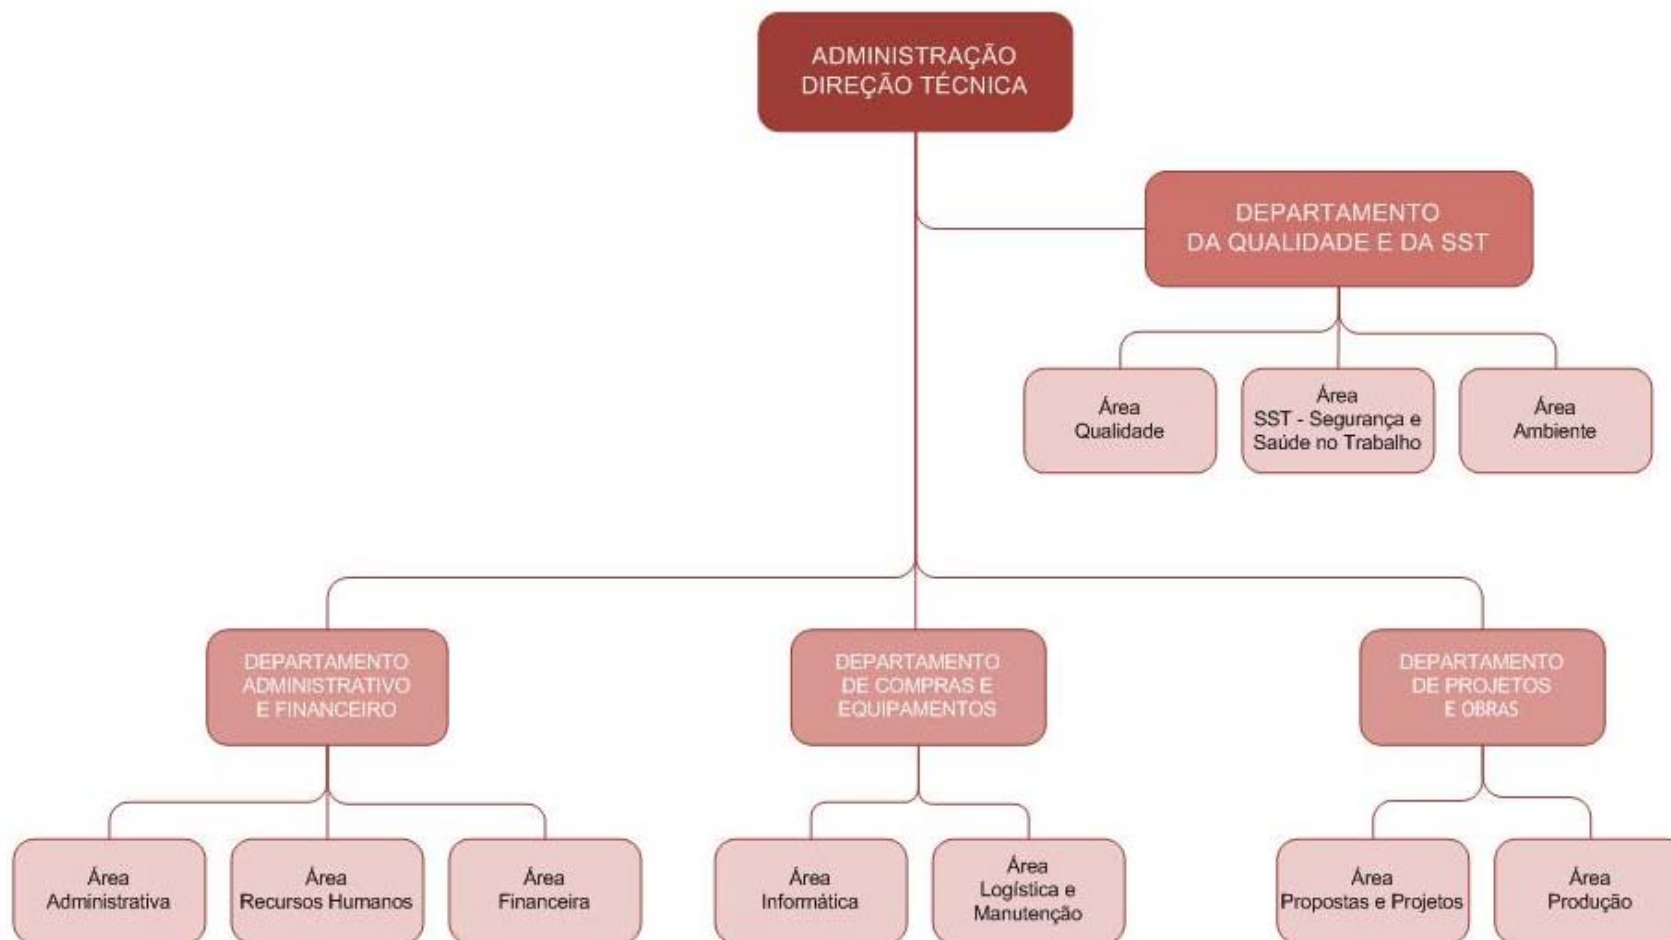 ADMINISTRAÇÃO
DIREÇÃO TÉCNICA
DEPARTAMENTO
DA QUALIDADE E DA SST
Área
Qualidade
Área
SST - Segurança e
Saúde no Trabalho
Área
Ambiente
DEPARTAMENTO
ADMINISTRATIVO
E FINANCEIRO
DEPARTAMENTO
DE COMPRAS E
EQUIPAMENTOS
DEPARTAMENTO
DE PROJETOS
E OBRAS
Área
Administrativa
Área
Recursos Humanos
Área
Financeira
Área
Informática
Área
Logística e
Manutenção
Área
Propostas e Projetos
Área
Produção